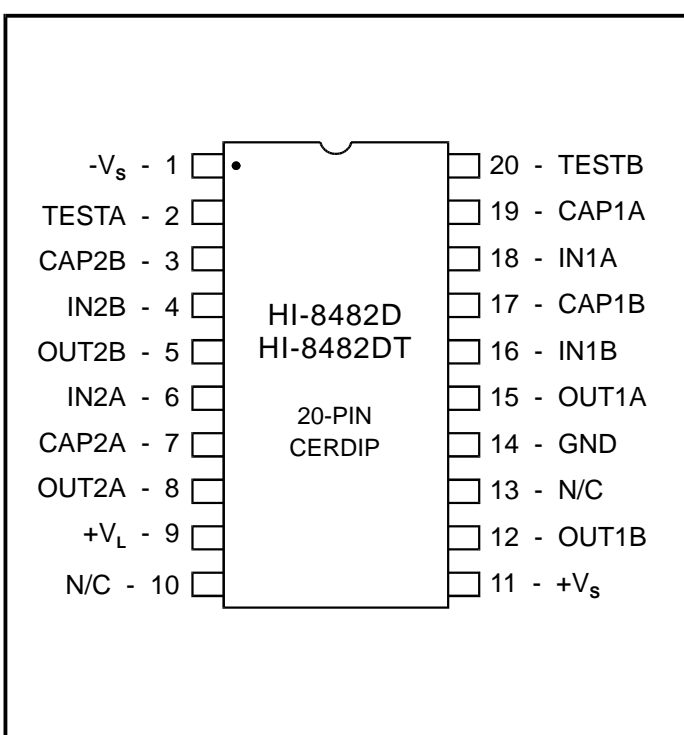 -Vs - 1
TESTA - 2
CAP2B - 3
IN2B - 4
OUT2B - 5
IN2A - 6
CAP2A - 7
OUT2A - 8
+VL - 9
N/C - 10
HI-8482D
HI-8482DT
20-PIN
CERDIP
20 - TESTB
19 - CAP1A
18 - IN1A
17 - CAP1B
16 - IN1B
15 - OUT1A
14 - GND
13 - N/C
12 - OUT1B
11 - +Vs